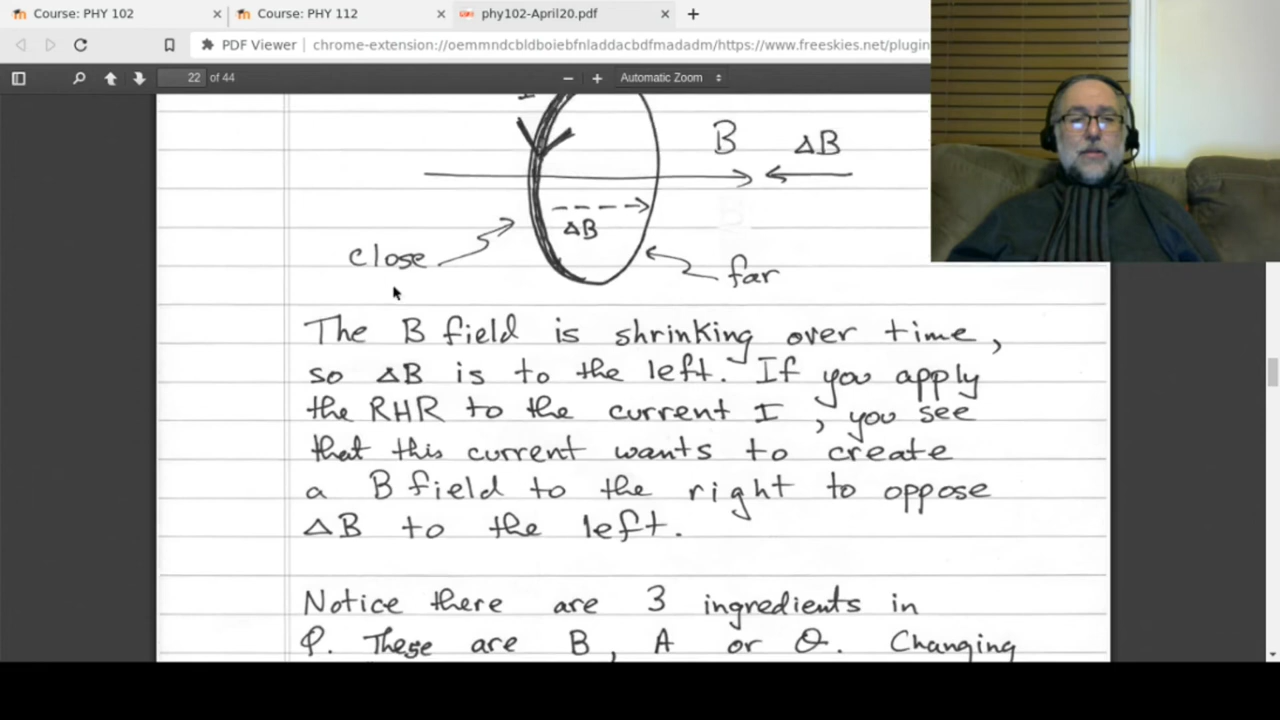 Course: PHY 102
Course: PHY 112
phy102-April20.pdf
PDF Viewer
chrome-extension://oemmndcbldboiebfnladdacbdfmadadm/https://www.freeskies.net/plugin
22 of 44
Automatic Zoom
B
ΔB
ΔB
close
far
The B field is shrinking over time,
so ΔB is to the left. If you apply
the RHR to the current I, you see
that this current wants to create
a B field to the right to oppose
ΔB to the left.
Notice there are 3 ingredients in
Φ. These are B, A or Θ. Changing